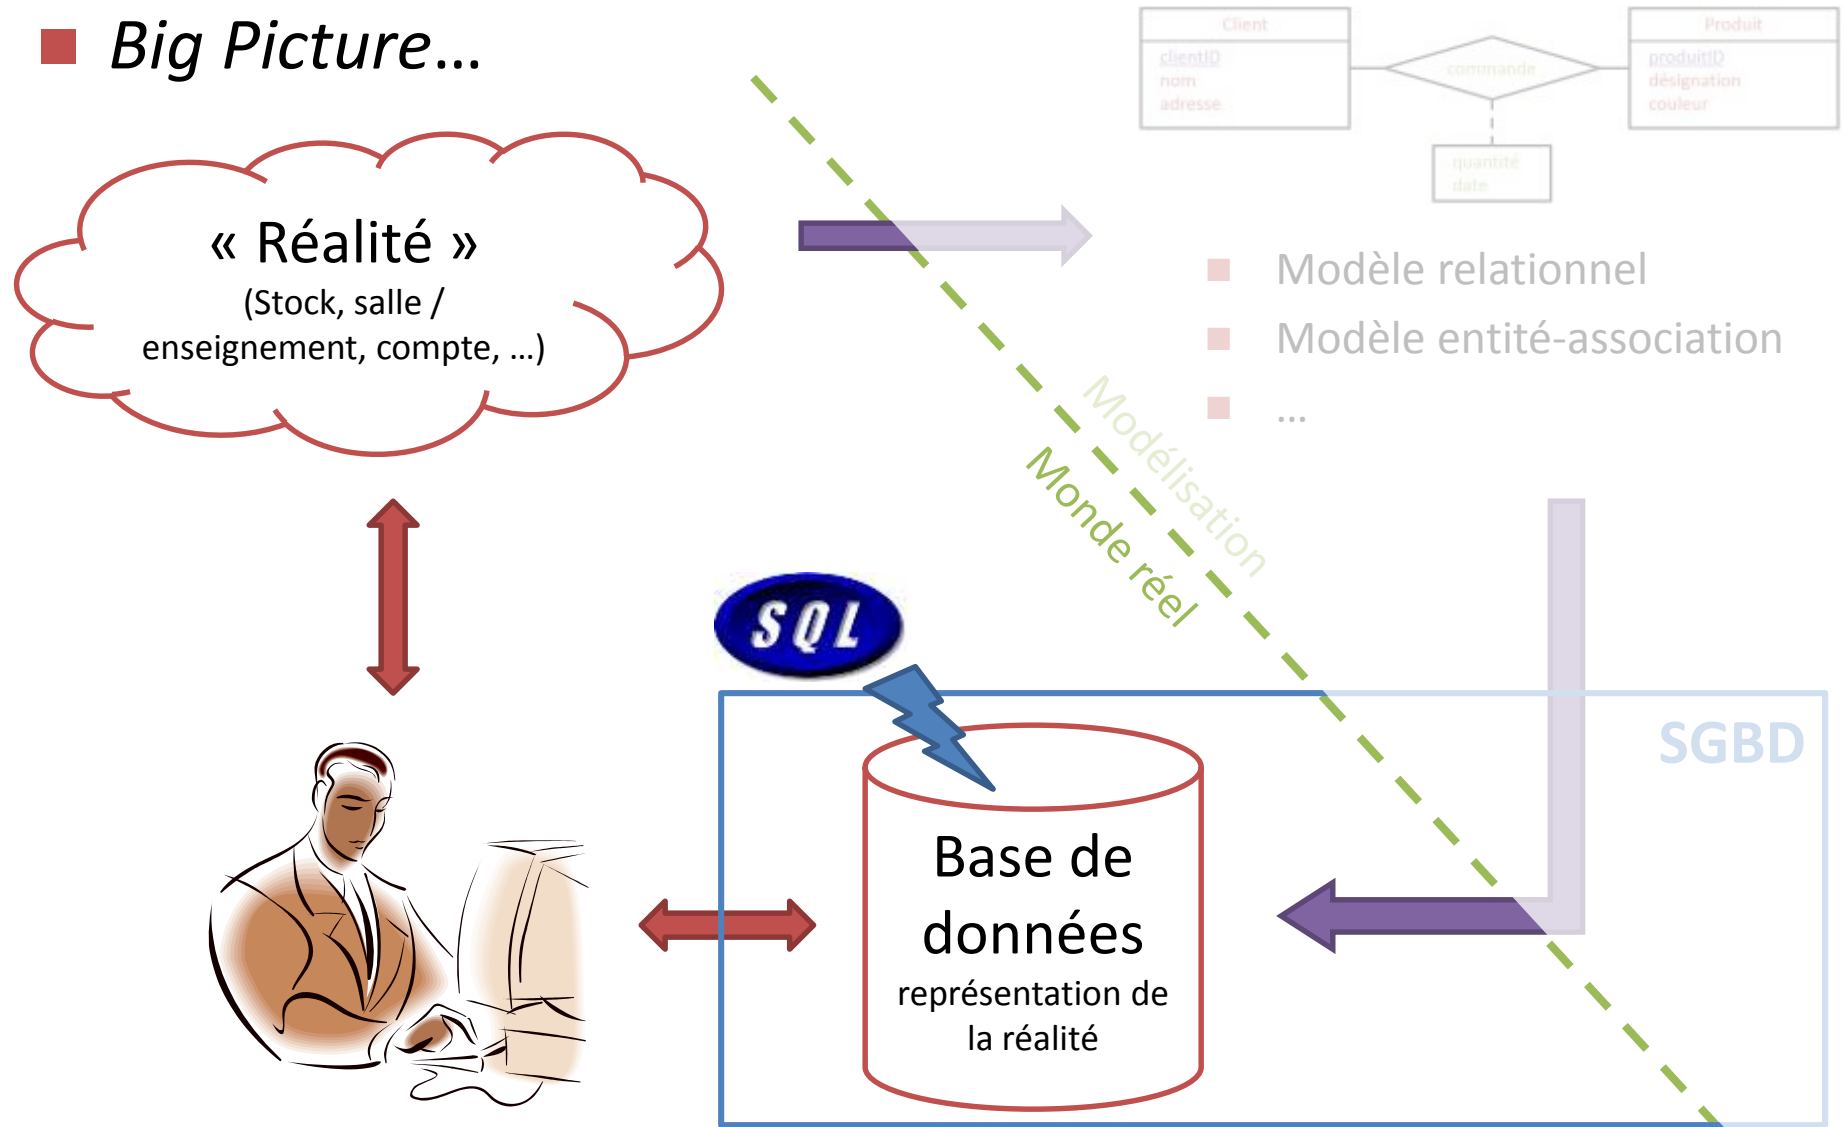 Big Picture…
Client
clientID
nom
adresse
commande
Produit
produitID
désignation
couleur
quantité
date
« Réalité »
(Stock, salle /
enseignement, compte, …)
Modèle relationnel
Modèle entité-association
…
Modélisation
Monde réel
SQL
SGBD
Base de
données
représentation de
la réalité